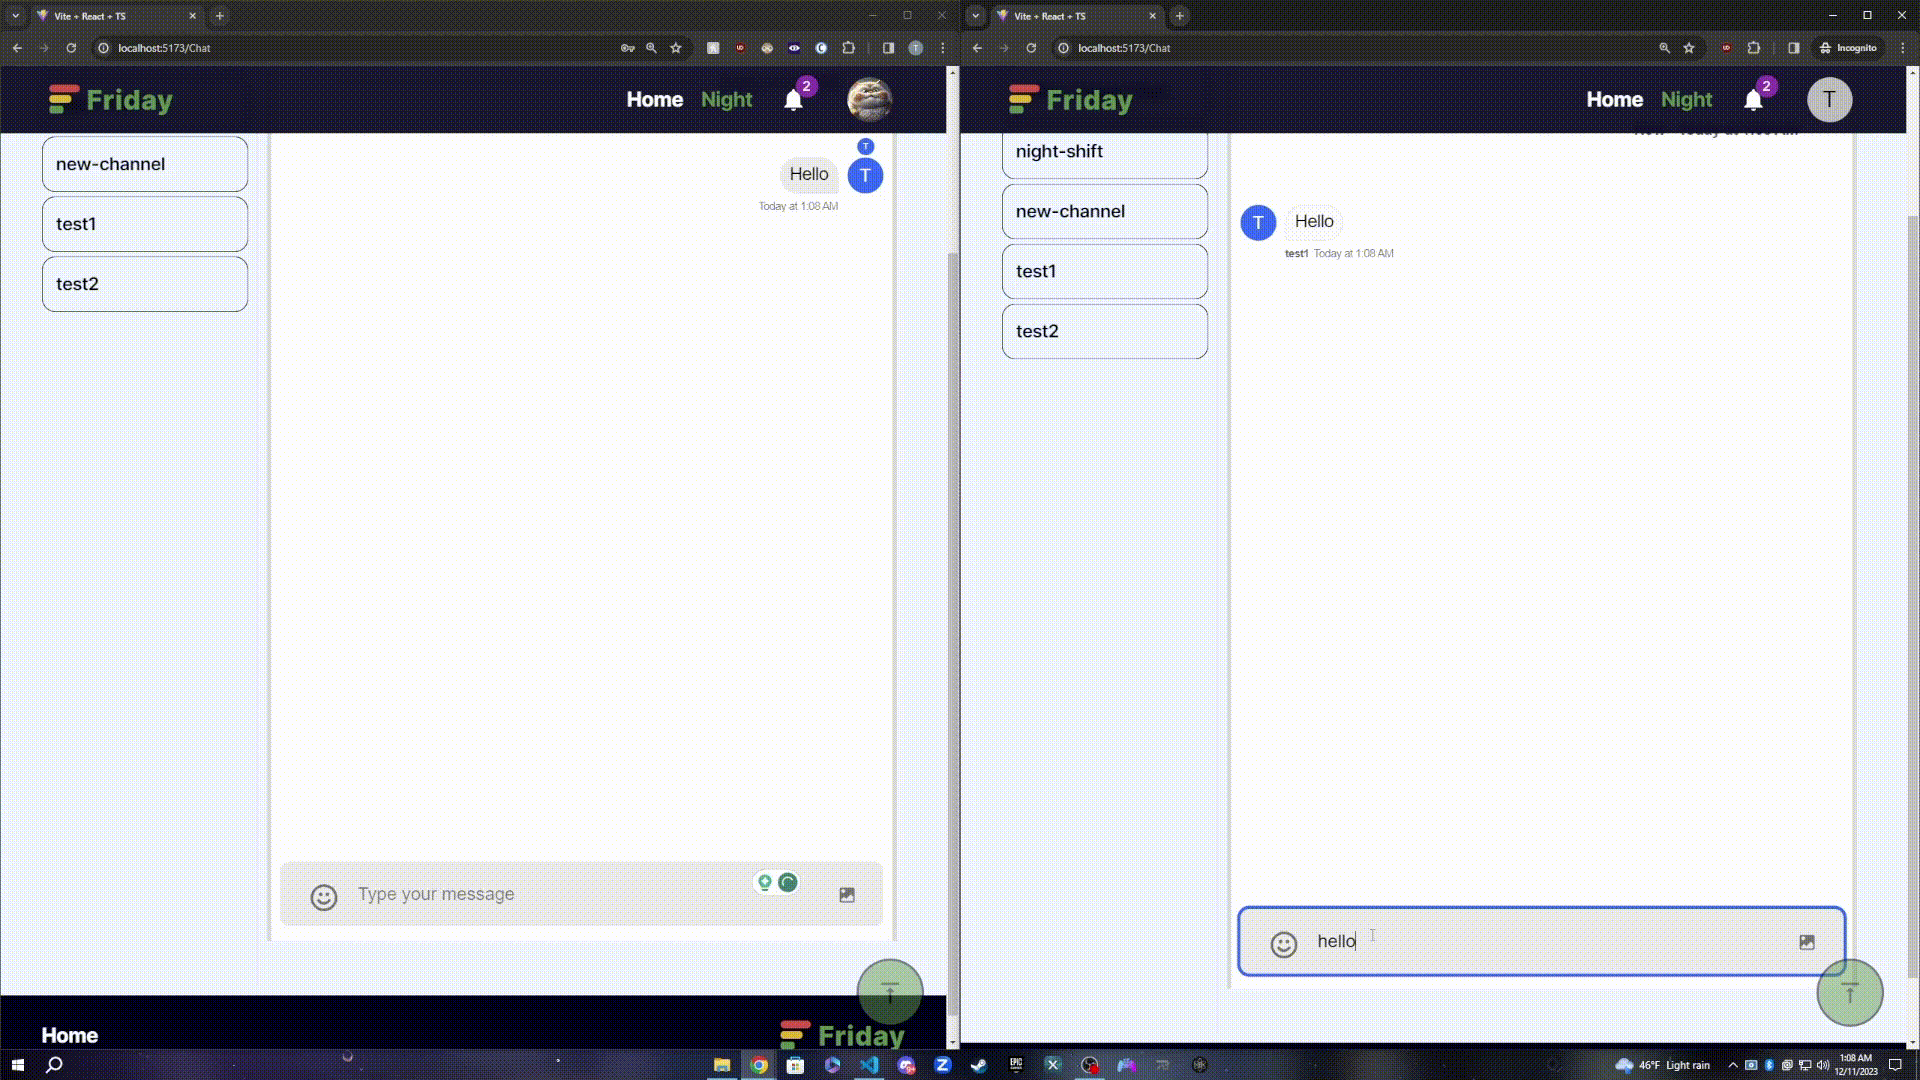 Vite + React + TS
localhost:5173/Chat
T
Friday
Home
Night
2
new-channel
test1
test2
T
Hello
T
Today at 1:08 AM
Type your message
Home
Friday
Vite + React + TS
localhost:5173/Chat
Incognito
Friday
Home
Night
2
T
night-shift
new-channel
test1
test2
T
Hello
test1 Today at 1:08 AM
hello
Z
EPIC
46°F Light rain
1:08 AM
12/11/2023